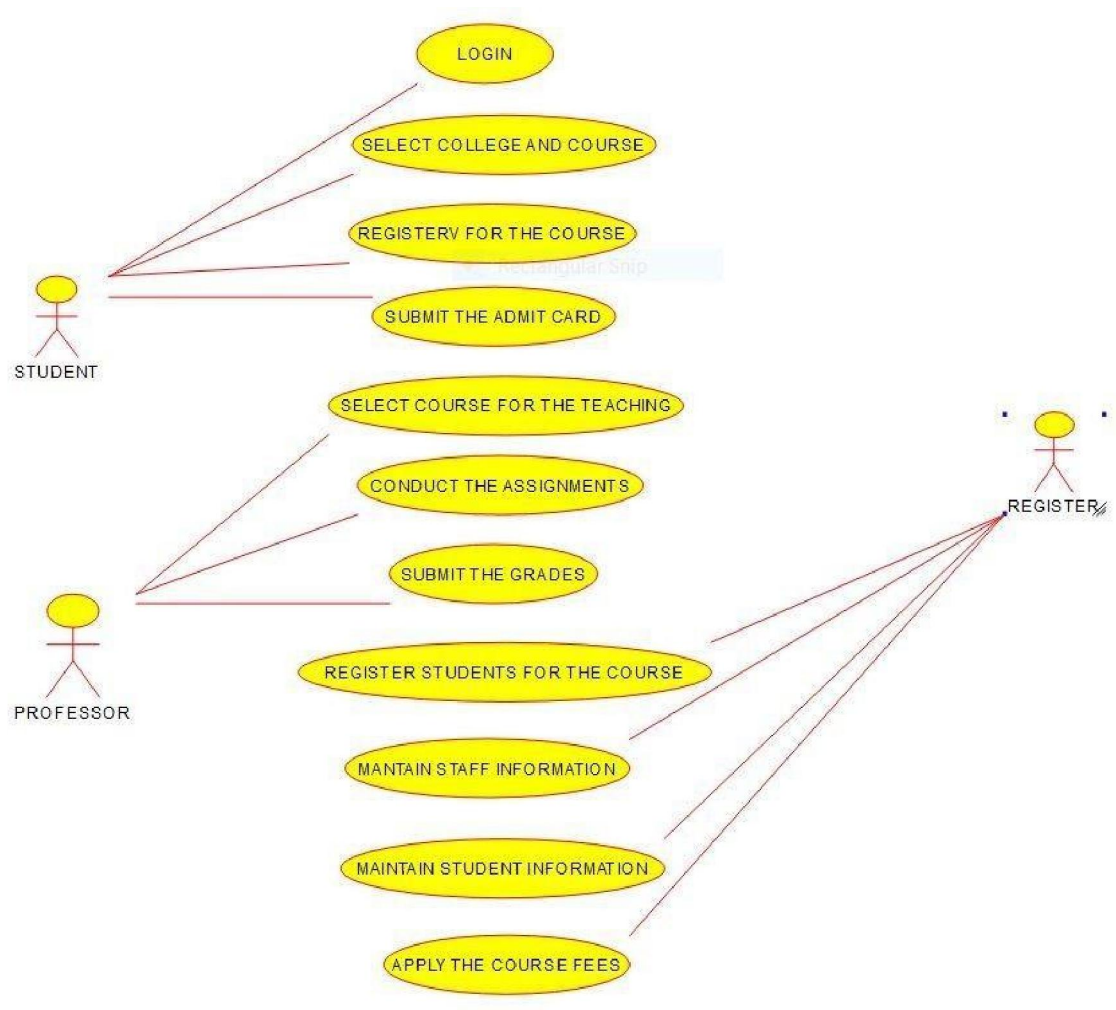 LOGIN
SELECT COLLEGE AND COURSE
REGISTERV FOR THE COURSE
Rectangular Snip
SUBMIT THE ADMIT CARD
STUDENT
SELECT COURSE FOR THE TEACHING
CONDUCT THE ASSIGNMENTS
REGISTER
SUBMIT THE GRADES
REGISTER STUDENTS FOR THE COURSE
PROFESSOR
MANTAIN STAFF INFORMATION
MAINTAIN STUDENT INFORMATION
APPLY THE COURSE FEES